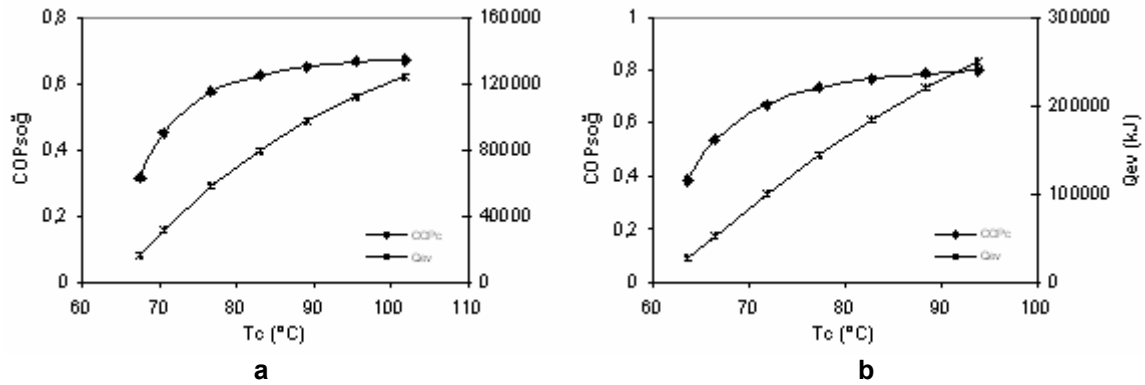 0,8
0,6
0,4
0,2
0
COPsoğ
160000
120000
80000
40000
0
60 70 80 90 100 110
Tc (°C)
COPc
Qev
a
1
0,8
0,6
0,4
0,2
0
COPsoğ
300000
200000
100000
0
Qev (kJ)
60 70 80 90 100
Tc (°C)
COPc
Qev
b